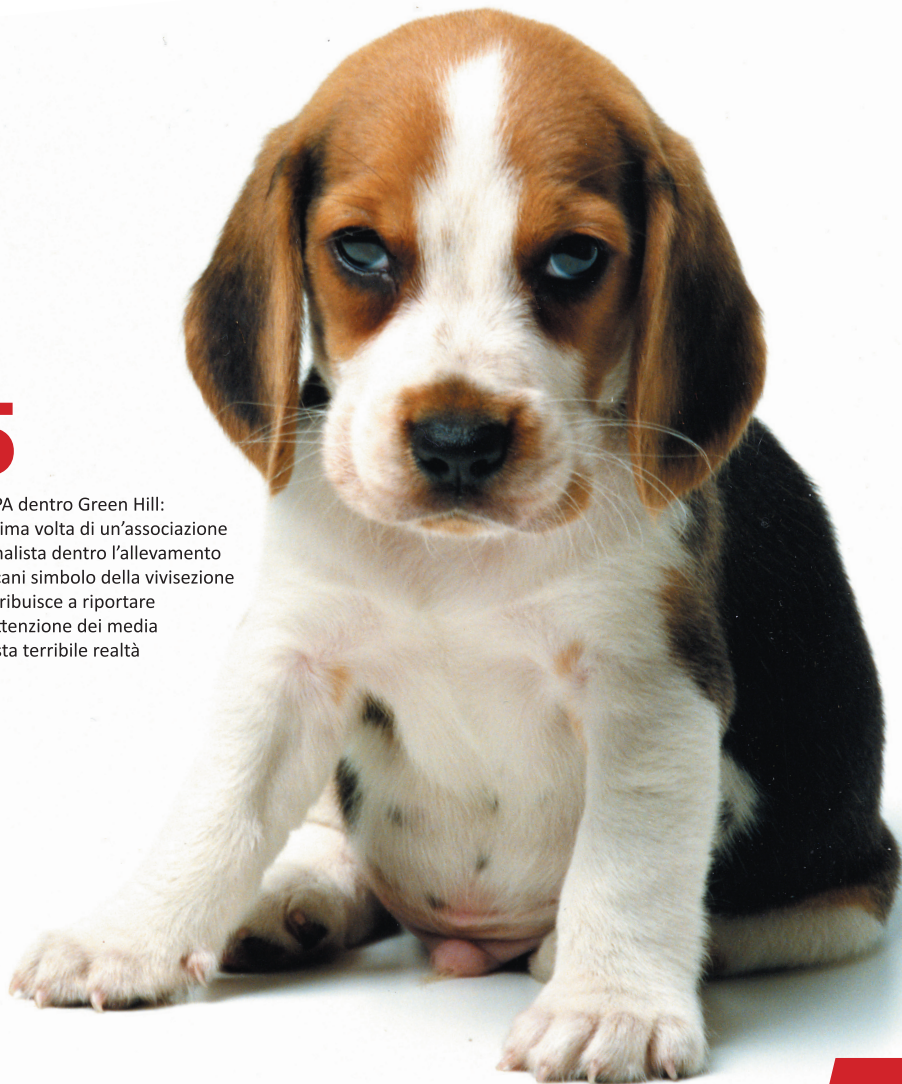 5
PA dentro Green Hill:
ima volta di un’associazione
nalista dentro l’allevamento
cani simbolo della vivisezione
ribuisce a riportare
ttenzione dei media
sta terribile realtà